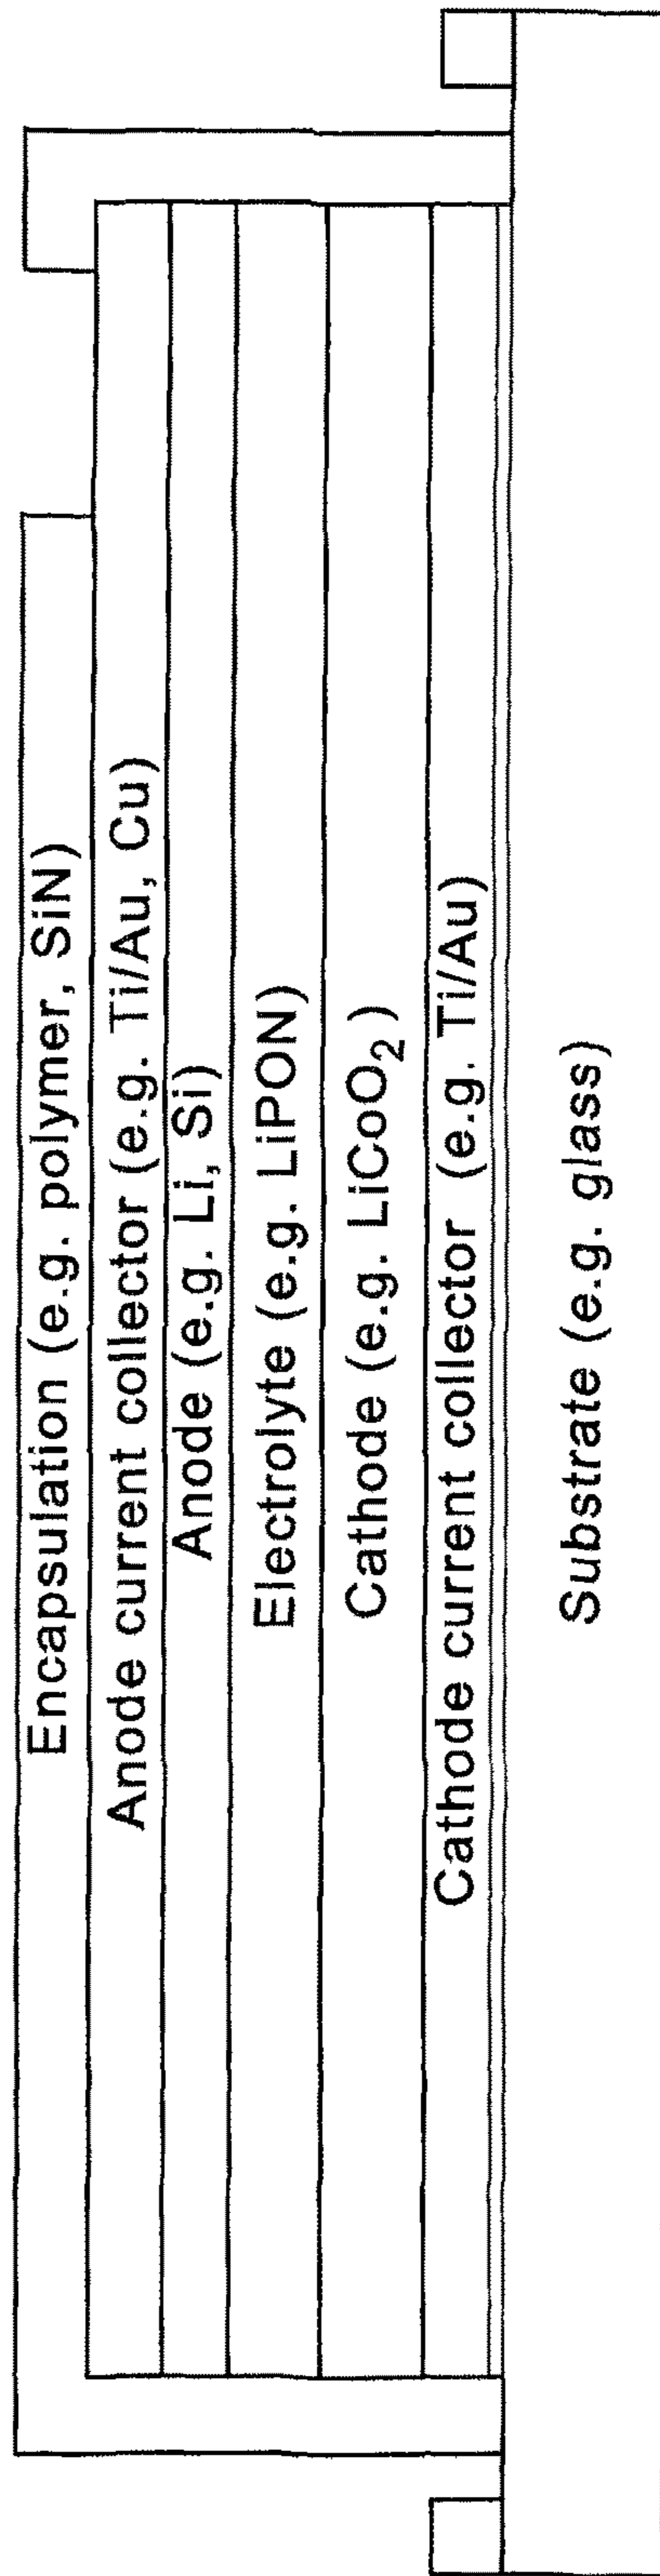 Encapsulation (e.g. polymer, SiN)
Anode current collector (e.g. Ti/Au, Cu)
Anode (e.g. Li, Si)
Electrolyte (e.g. LiPON)
Cathode (e.g. LiCoO₂ )
Cathode current collector (e.g. Ti/Au)
Substrate (e.g. glass)